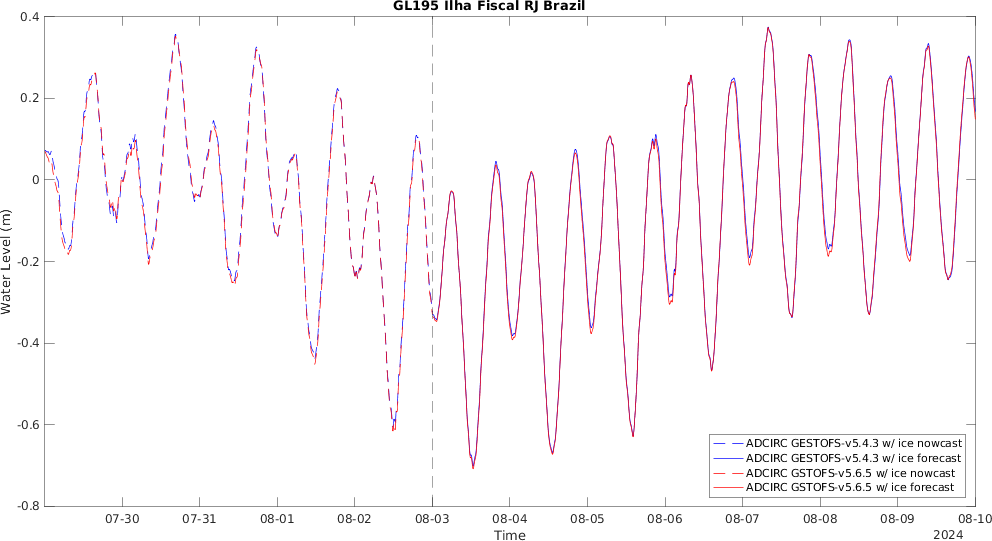 GL195 Ilha Fiscal RJ Brazil
0.4
0.2
0
-0.2
-0.4
-0.6
-0.8
Water Level (m)
ADCIRC GESTOFS-v5.4.3 w/ ice nowcast
ADCIRC GESTOFS-v5.4.3 w/ ice forecast
ADCIRC GSTOFS-v5.6.5 w/ ice nowcast
ADCIRC GSTOFS-v5.6.5 w/ ice forecast
07-30 07-31 08-01 08-02 08-03 08-04 08-05 08-06 08-07 08-08 08-09 08-10
Time
2024